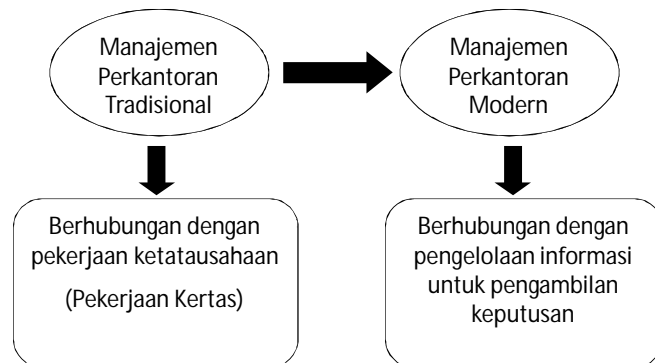 Manajemen
Perkantoran
Tradisional
Manajemen
Perkantoran
Modern
Berhubungan dengan
pekerjaan ketatausahaan
(Pekerjaan Kertas)
Berhubungan dengan
pengelolaan informasi
untuk pengambilan
keputusan